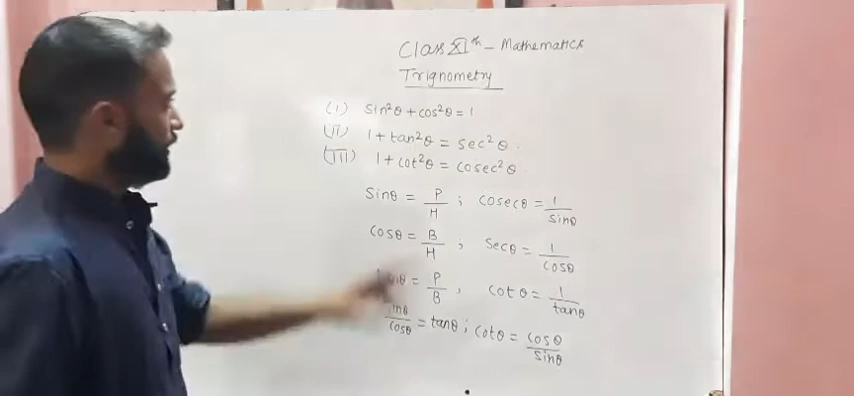 Class XIth - Mathematics
Trignometry
(I) sin²θ + cos²θ = 1
(II) 1 + tan²θ = sec²θ.
(III) 1 + cot²θ = cosec²θ
Sinθ = P/H ; cosecθ = 1/sinθ
cosθ = B/H ; Secθ = 1/cosθ
= P/B , cotθ = 1/tanθ
/cosθ = tanθ ; cotθ = cosθ/sinθ